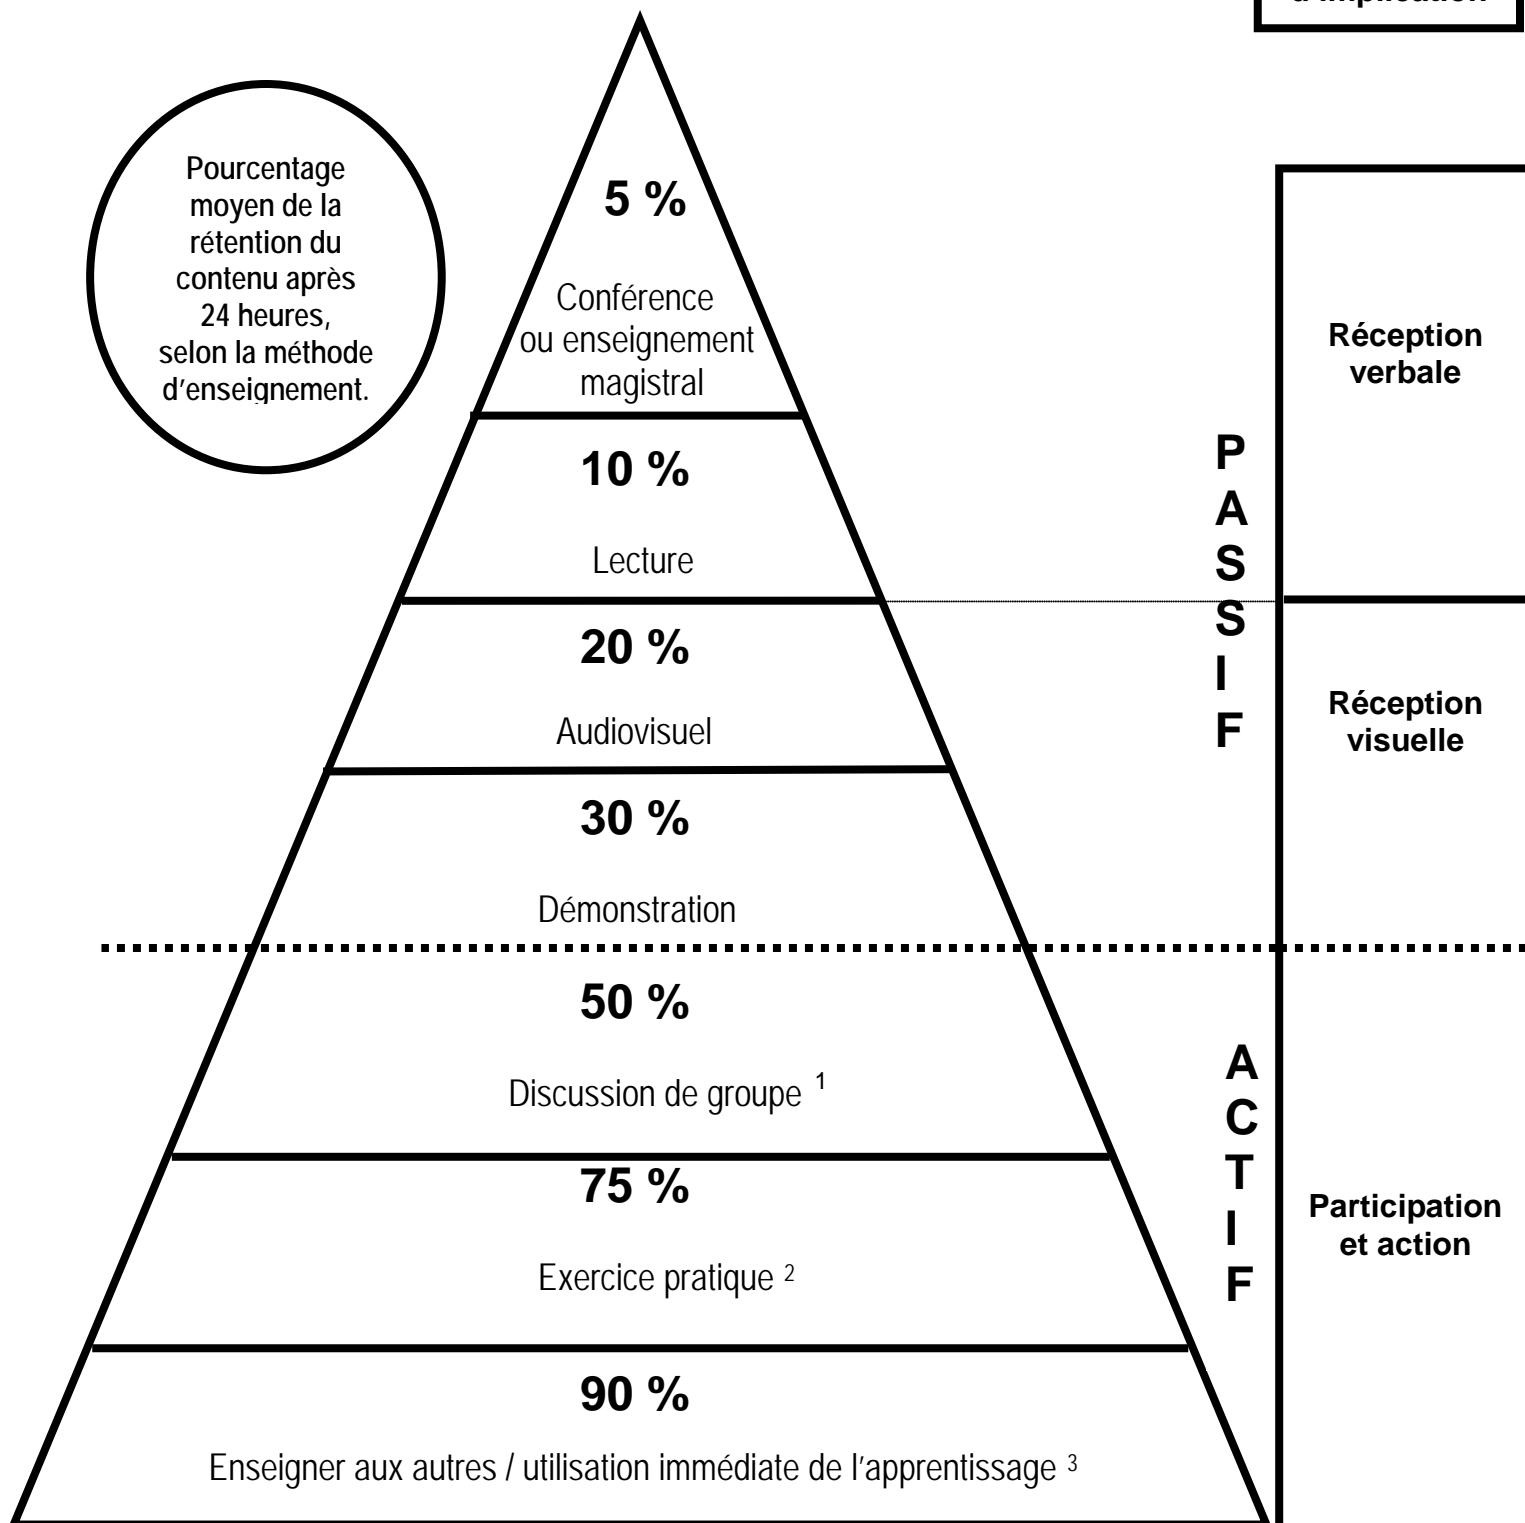 d'implication
Pourcentage
moyen de la
rétention du
contenu après
24 heures,
selon la méthode
d'enseignement.
5 %
Conférence
ou enseignement
magistral
10 %
Lecture
20 %
Audiovisuel
30 %
Démonstration
50 %
Discussion de groupe 1
75 %
Exercice pratique 2
90 %
Enseigner aux autres / utilisation immédiate de l'apprentissage 3
P
A
S
S
I
F
A
C
T
I
F
Réception
verbale
Réception
visuelle
Participation
et action